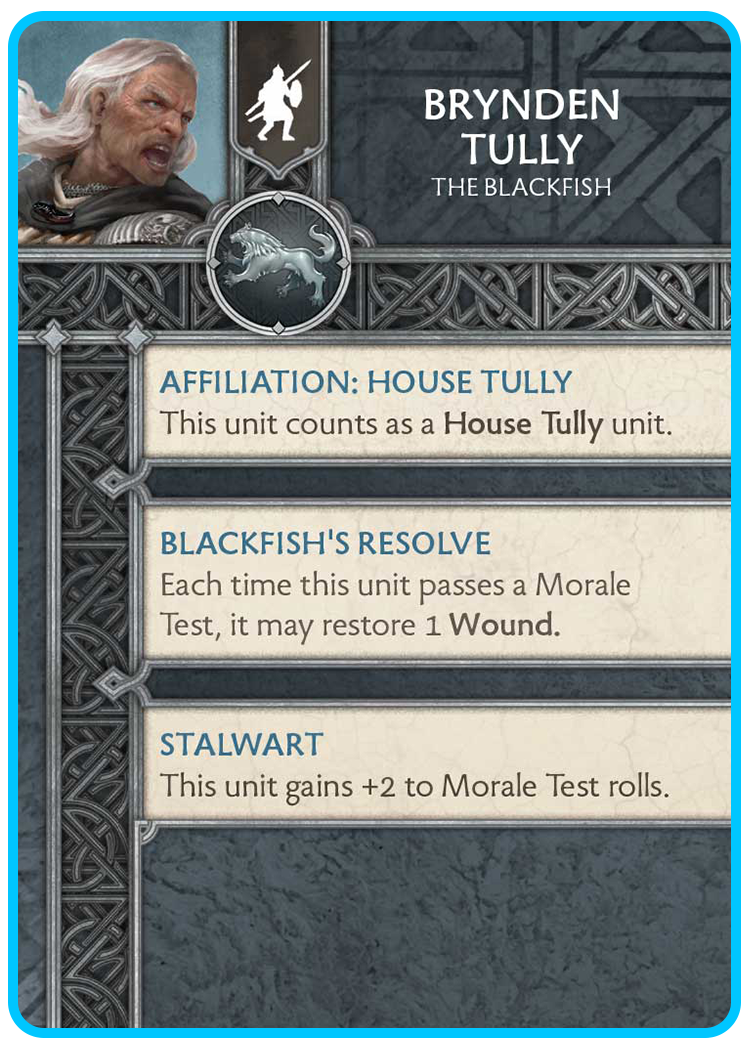 BRYNDEN
TULLY
THE BLACKFISH
AFFILIATION: HOUSE TULLY
This unit counts as a House Tully unit.
BLACKFISH'S RESOLVE
Each time this unit passes a Morale
Test, it may restore 1 Wound.
STALWART
This unit gains +2 to Morale Test rolls.